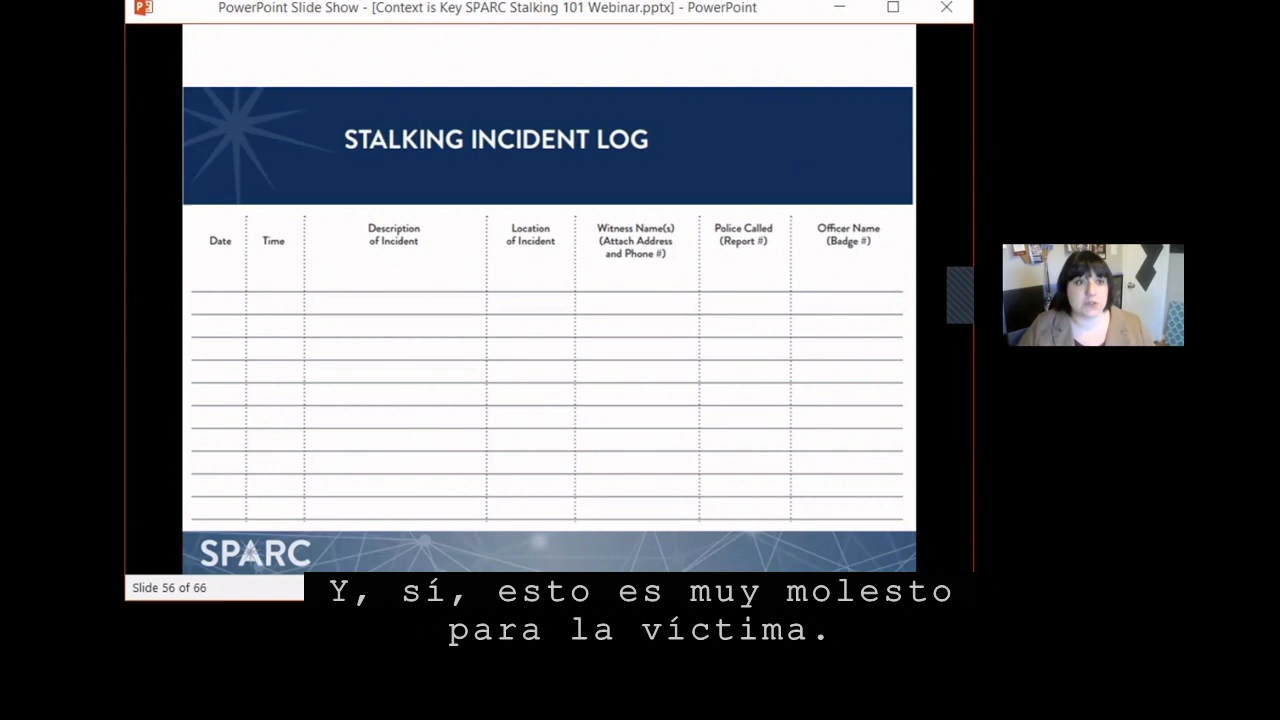 PowerPoint Slide Show - [Context is Key SPARC Stalking 101 Webinar.pptx] - PowerPoint
STALKING INCIDENT LOG
Date
Time
Description
of Incident
Location
of Incident
Witness Name(s)
(Attach Address
and Phone #)
Police Called
(Report #)
Officer Name
(Badge #)
SPARC
Slide 56 of 66
Y, sí, esto es muy molesto
para la víctima.